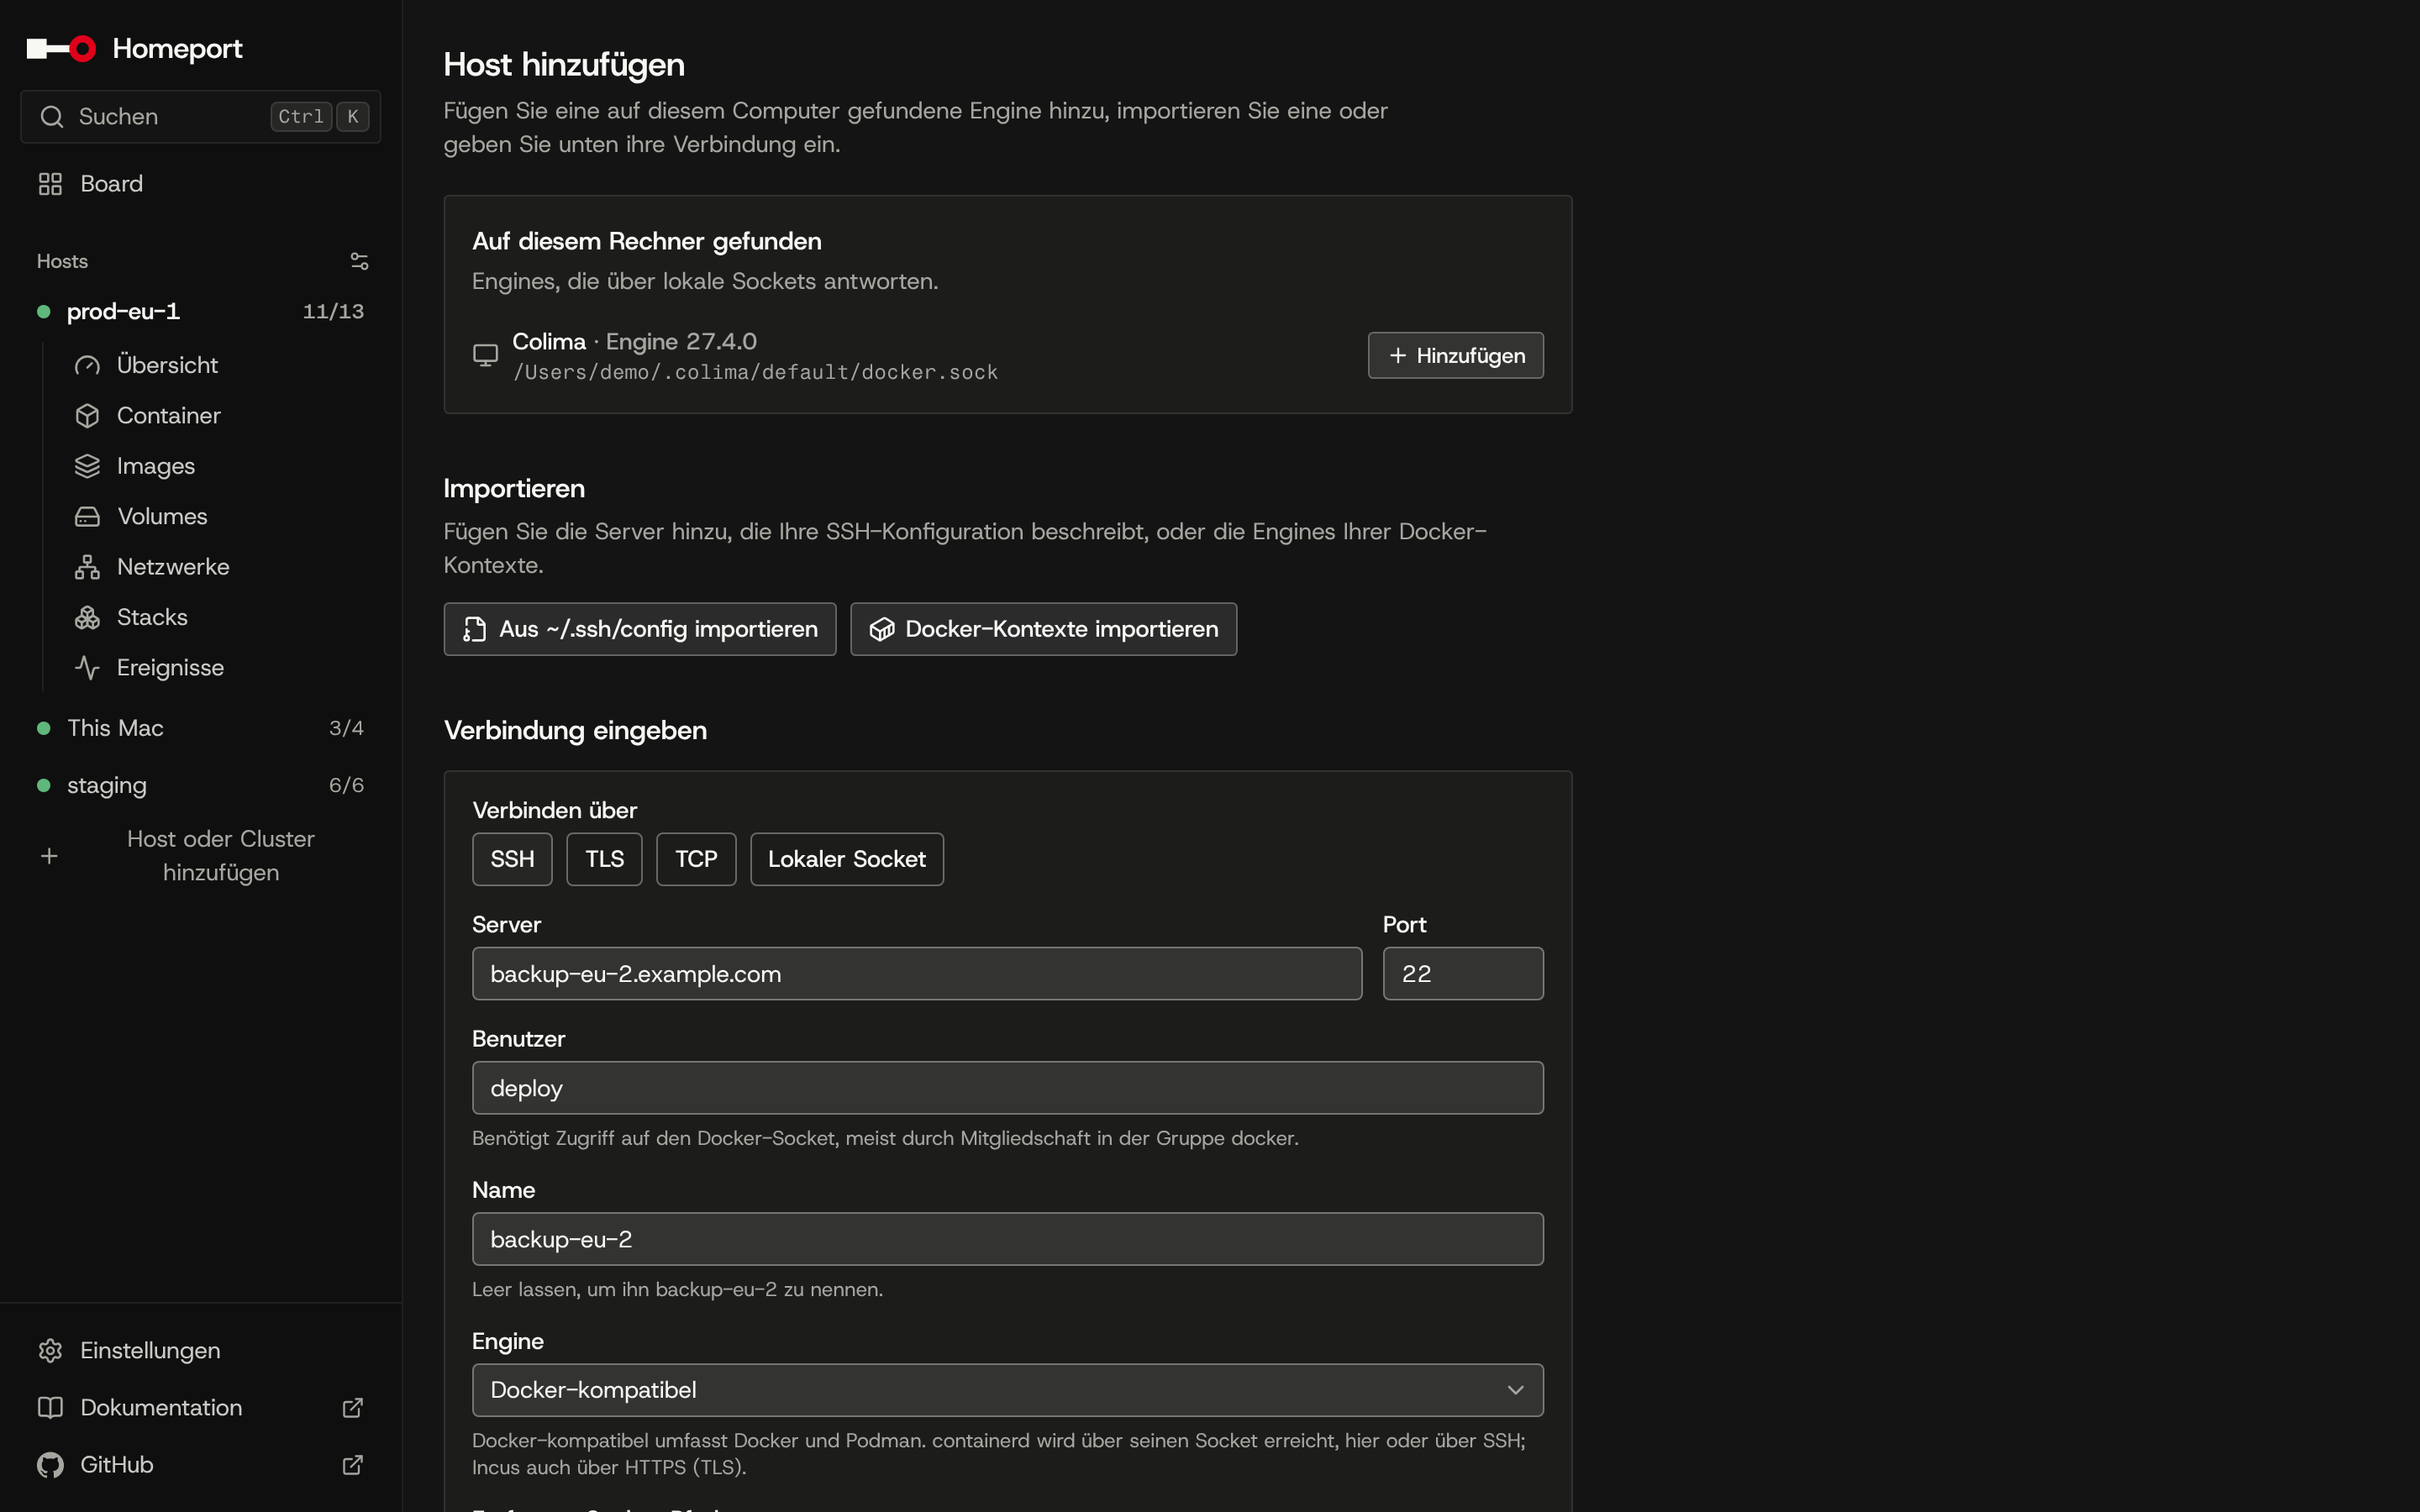 Homeport
Suchen Ctrl K
Board
Hosts
prod-eu-1 11/13
Übersicht
Container
Images
Volumes
Netzwerke
Stacks
Ereignisse
This Mac 3/4
staging 6/6
Host oder Cluster
hinzufügen
Einstellungen
Dokumentation
GitHub
Host hinzufügen
Fügen Sie eine auf diesem Computer gefundene Engine hinzu, importieren Sie eine oder
geben Sie unten ihre Verbindung ein.
Auf diesem Rechner gefunden
Engines, die über lokale Sockets antworten.
Colima · Engine 27.4.0
/Users/demo/.colima/default/docker.sock
Hinzufügen
Importieren
Fügen Sie die Server hinzu, die Ihre SSH-Konfiguration beschreibt, oder die Engines Ihrer Docker-
Kontexte.
Aus ~/.ssh/config importieren
Docker-Kontexte importieren
Verbindung eingeben
Verbinden über
SSH TLS TCP Lokaler Socket
Server Port
backup-eu-2.example.com 22
Benutzer
deploy
Benötigt Zugriff auf den Docker-Socket, meist durch Mitgliedschaft in der Gruppe docker.
Name
backup-eu-2
Leer lassen, um ihn backup-eu-2 zu nennen.
Engine
Docker-kompatibel
Docker-kompatibel umfasst Docker und Podman. containerd wird über seinen Socket erreicht, hier oder über SSH;
Incus auch über HTTPS (TLS).